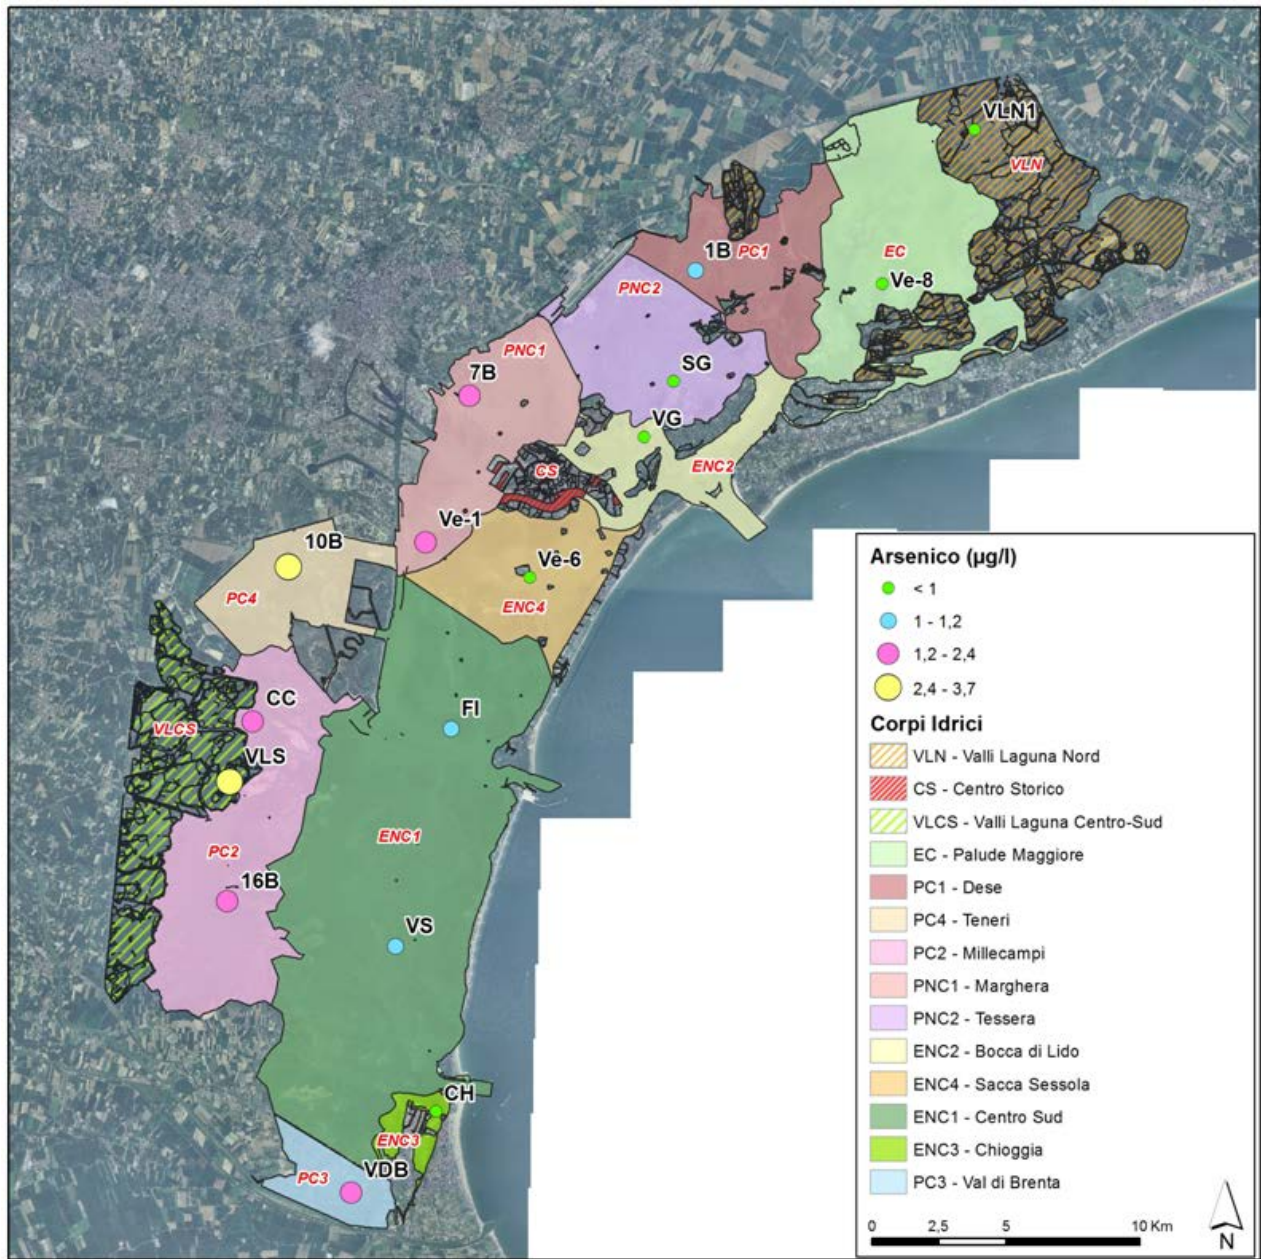 VLN1
VLN
1B
PC1
EC
Ve-8
PNC2
PNC1
7B
SG
VG
CS
ENC2
Ve-1
10B
Ve-6
PC4
ENC4
CC
FI
VLCS
VLS
ENC1
PC2
16B
VS
CH
ENC3
PC3
VDB
Arsenico (µg/l)
< 1
1 - 1,2
1,2 - 2,4
2,4 - 3,7
Corpi Idrici
VLN - Valli Laguna Nord
CS - Centro Storico
VLCS - Valli Laguna Centro-Sud
EC - Palude Maggiore
PC1 - Dese
PC4 - Teneri
PC2 - Millecampi
PNC1 - Marghera
PNC2 - Tessera
ENC2 - Bocca di Lido
ENC4 - Sacca Sessola
ENC1 - Centro Sud
ENC3 - Chioggia
PC3 - Val di Brenta
0 2,5 5 10 Km
N